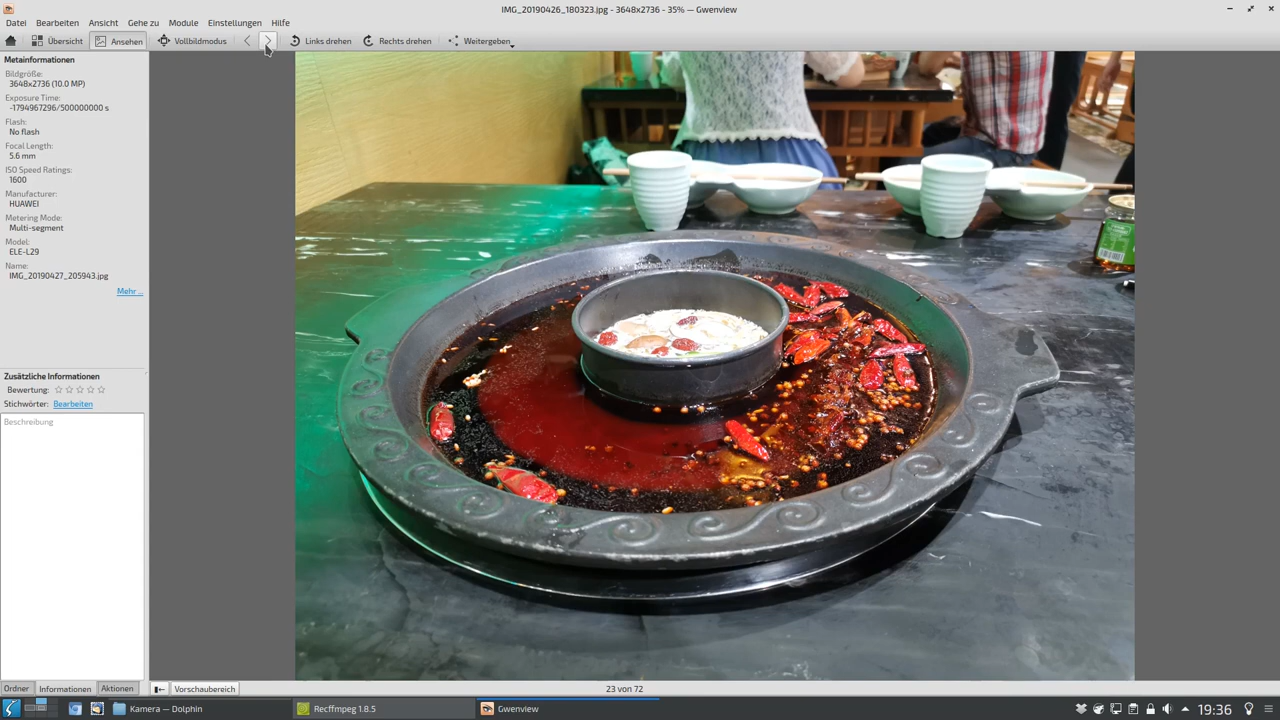 IMG_20190426_180323.jpg - 3648x2736 - 35% — Gwenview
Datei Bearbeiten Ansicht Gehe zu Module Einstellungen Hilfe
Übersicht Ansehen Vollbildmodus Links drehen Rechts drehen Weitergeben
Metainformationen
Bildgröße:
3648x2736 (10.0 MP)
Exposure Time:
-1794967296/500000000 s
Flash:
No flash
Focal Length:
5.6 mm
ISO Speed Ratings:
1600
Manufacturer:
HUAWEI
Metering Mode:
Multi-segment
Model:
ELE-L29
Name:
IMG_20190427_205943.jpg
Mehr ...
Zusätzliche Informationen
Bewertung:
Stichwörter: Bearbeiten
Beschreibung
Ordner Informationen Aktionen Vorschaubereich 23 von 72
Kamera — Dolphin Recffmpeg 1.8.5 Gwenview 19:36